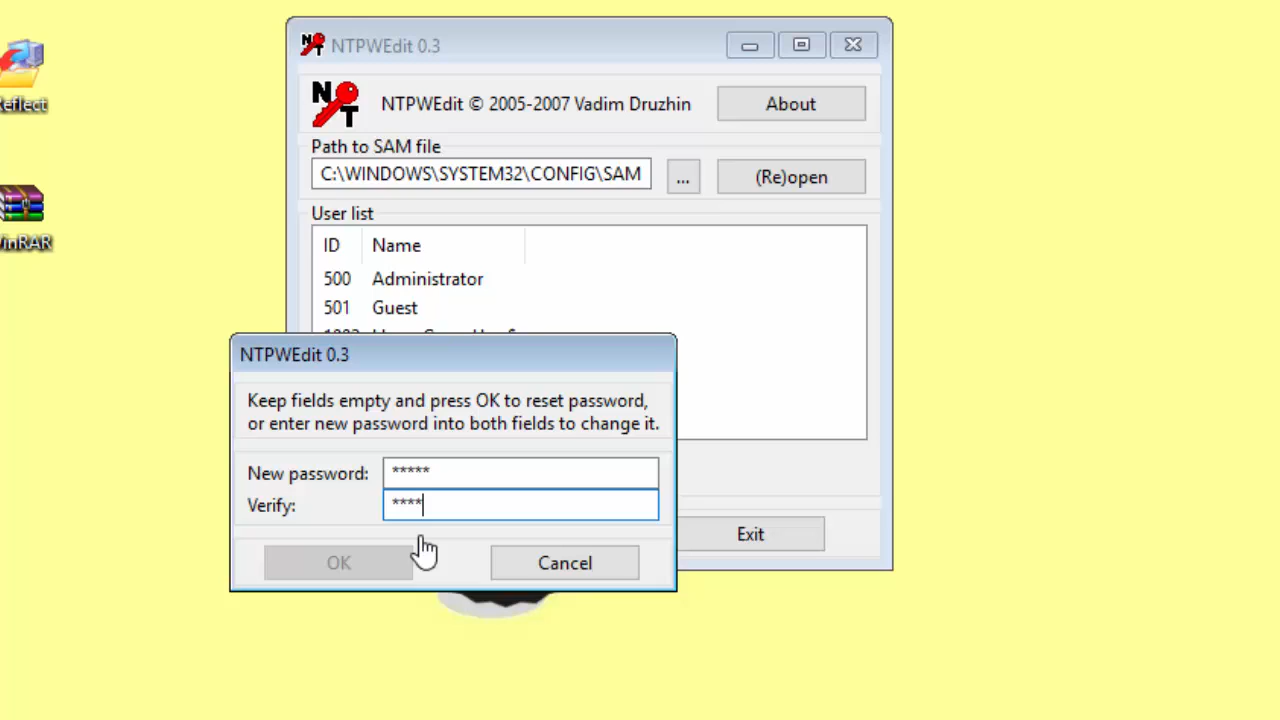 NTPWEdit 0.3
N T
NTPWEdit © 2005-2007 Vadim Druzhin
About
Reflect
Path to SAM file
C:\WINDOWS\SYSTEM32\CONFIG\SAM
...
(Re)open
User list
WinRAR
ID Name
500 Administrator
501 Guest
NTPWEdit 0.3
Keep fields empty and press OK to reset password,
or enter new password into both fields to change it.
New password: *****
Verify: ****
Exit
OK
Cancel